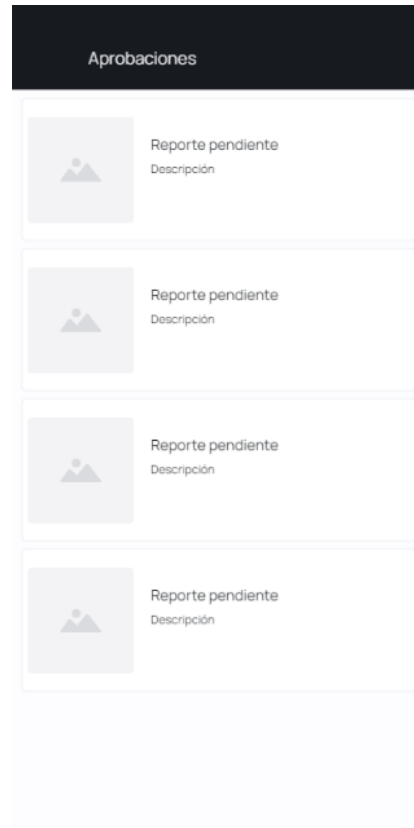 Aprobaciones
Reporte pendiente
Descripción
Reporte pendiente
Descripción
Reporte pendiente
Descripción
Reporte pendiente
Descripción